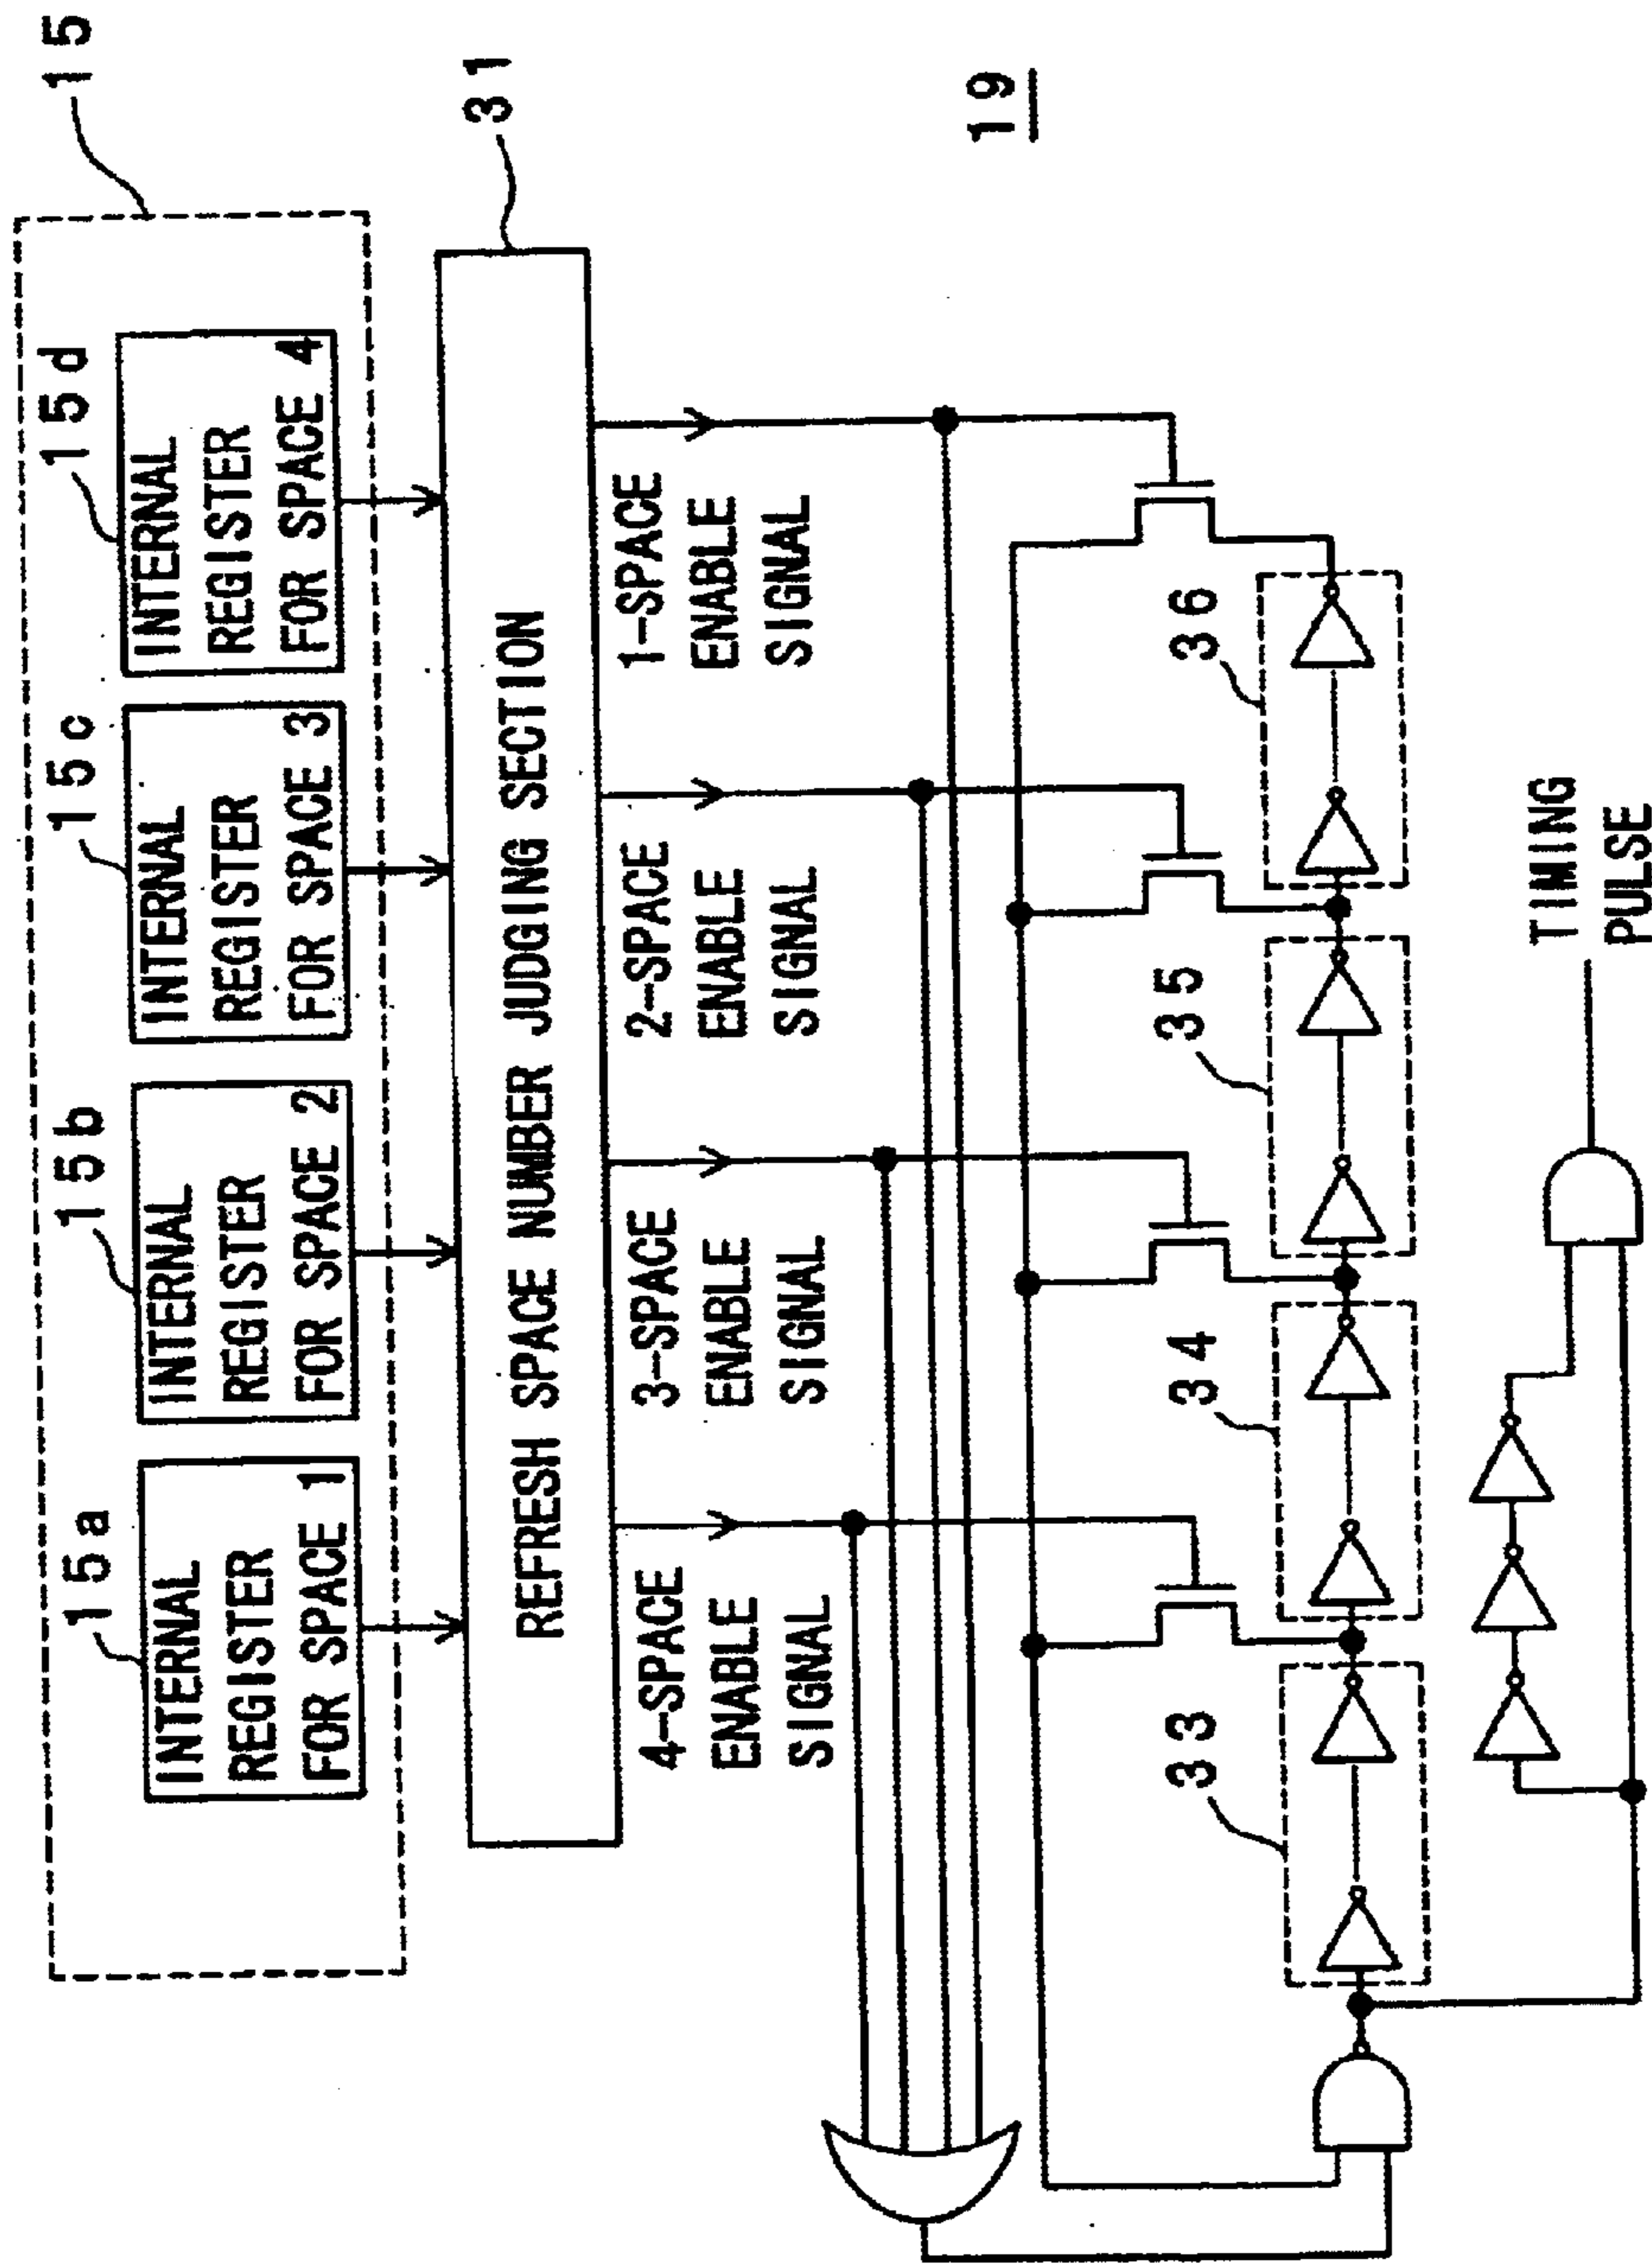 15
15a
15b
15c
15d
INTERNAL
REGISTER
FOR SPACE 1
INTERNAL
REGISTER
FOR SPACE 2
INTERNAL
REGISTER
FOR SPACE 3
INTERNAL
REGISTER
FOR SPACE 4
31
REFRESH SPACE NUMBER JUDGING SECTION
4-SPACE
ENABLE
SIGNAL
3-SPACE
ENABLE
SIGNAL
2-SPACE
ENABLE
SIGNAL
1-SPACE
ENABLE
SIGNAL
19
33
34
35
36
TIMING
PULSE